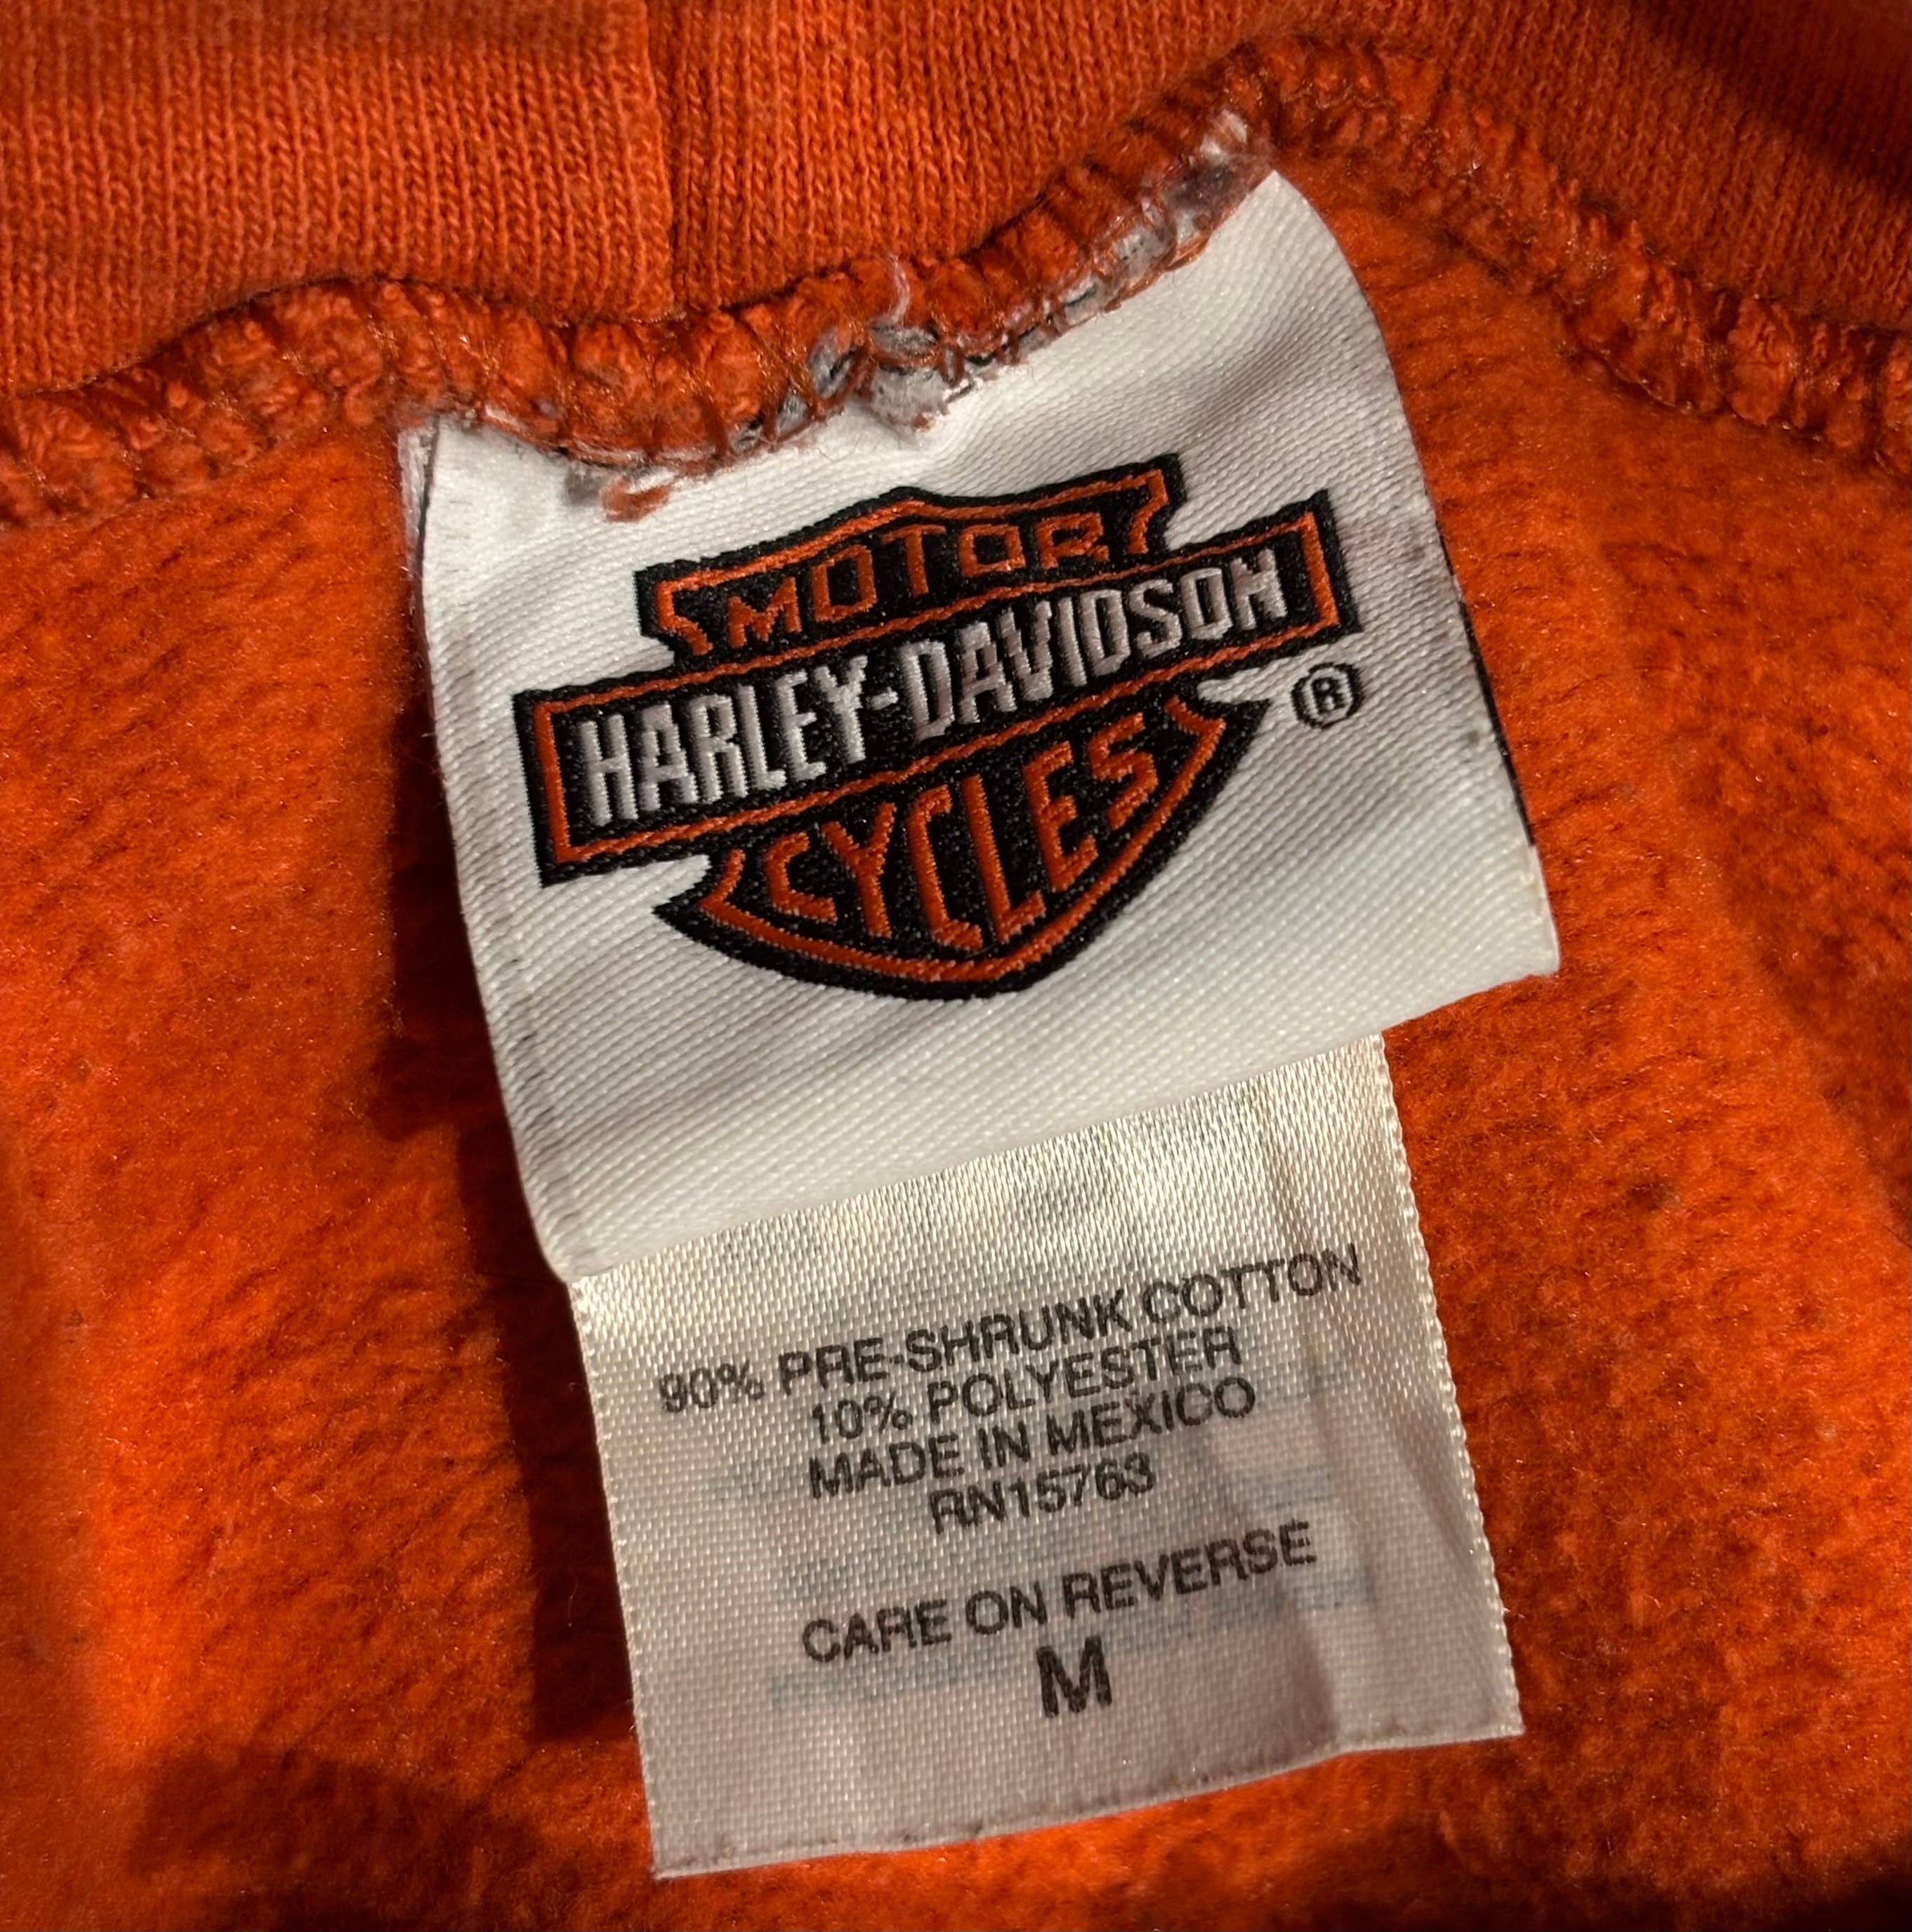 MOTOR
HARLEY-DAVIDSON
®
CYCLES
90% PRE-SHRUNK COTTON
10% POLYESTER
MADE IN MEXICO
RN15763
CARE ON REVERSE
M